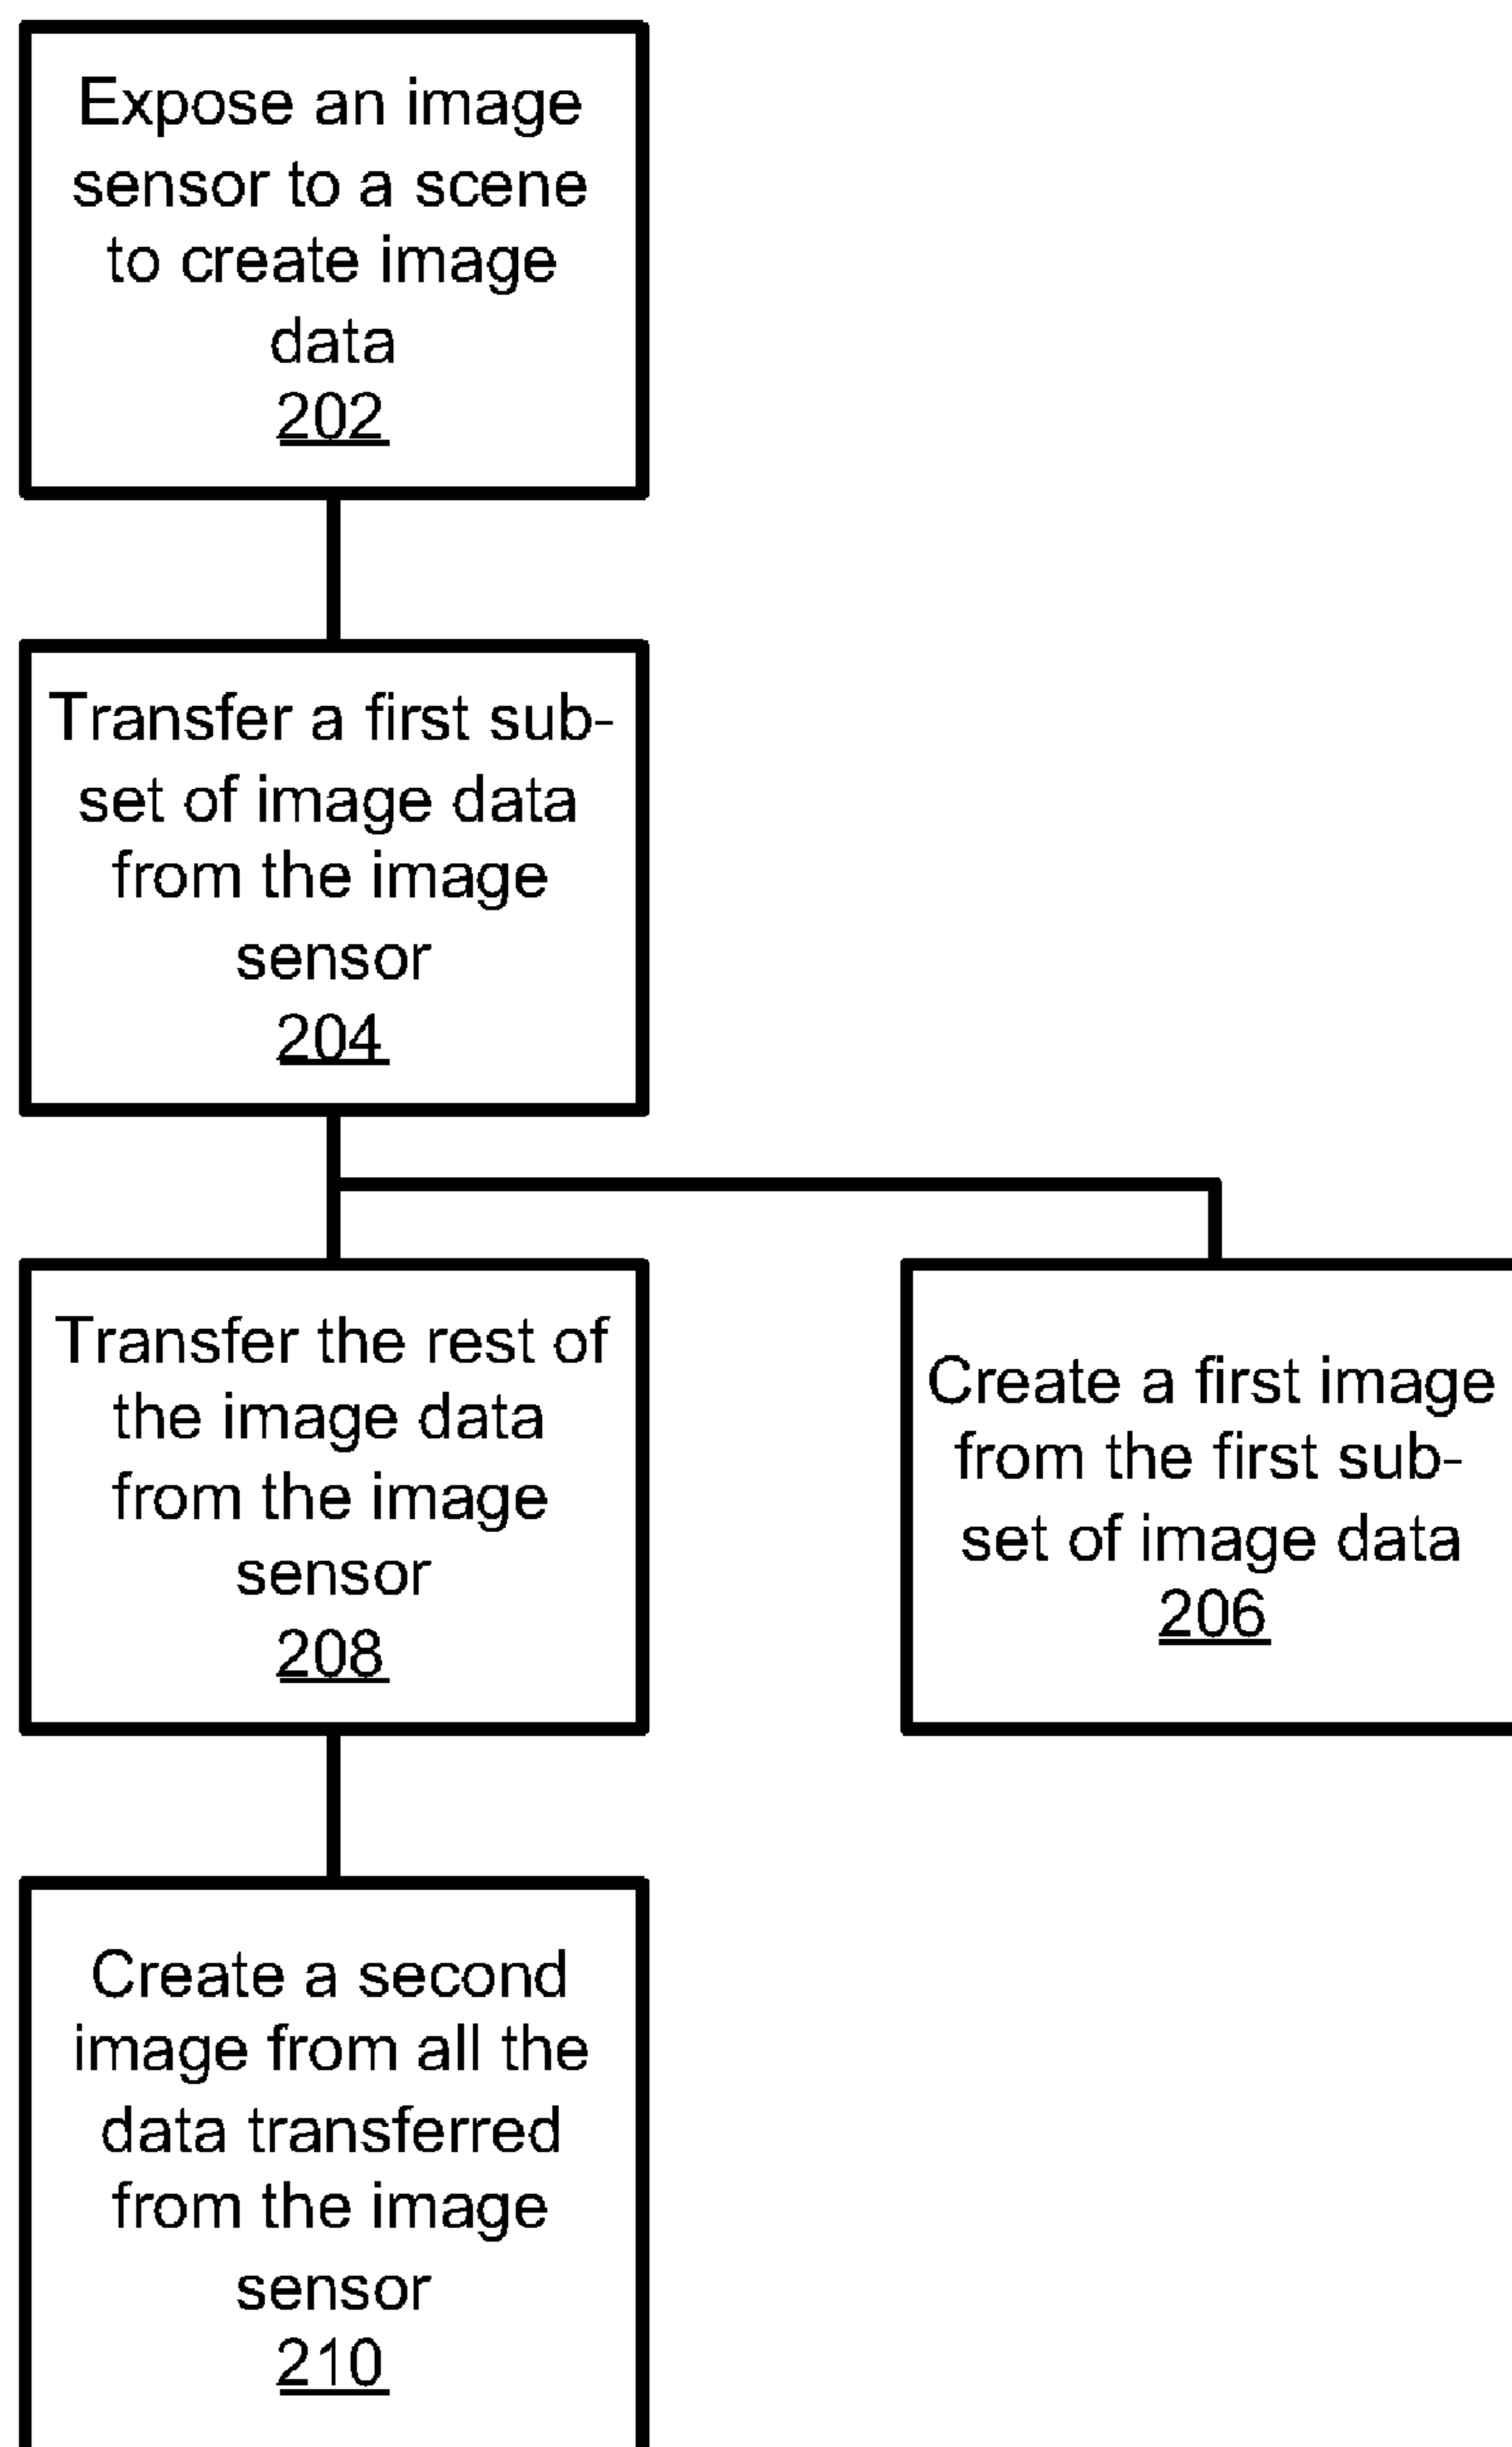 Expose an image
sensor to a scene
to create image
data
202
Transfer a first sub-
set of image data
from the image
sensor
204
Transfer the rest of
the image data
from the image
sensor
208
Create a first image
from the first sub-
set of image data
206
Create a second
image from all the
data transferred
from the image
sensor
210